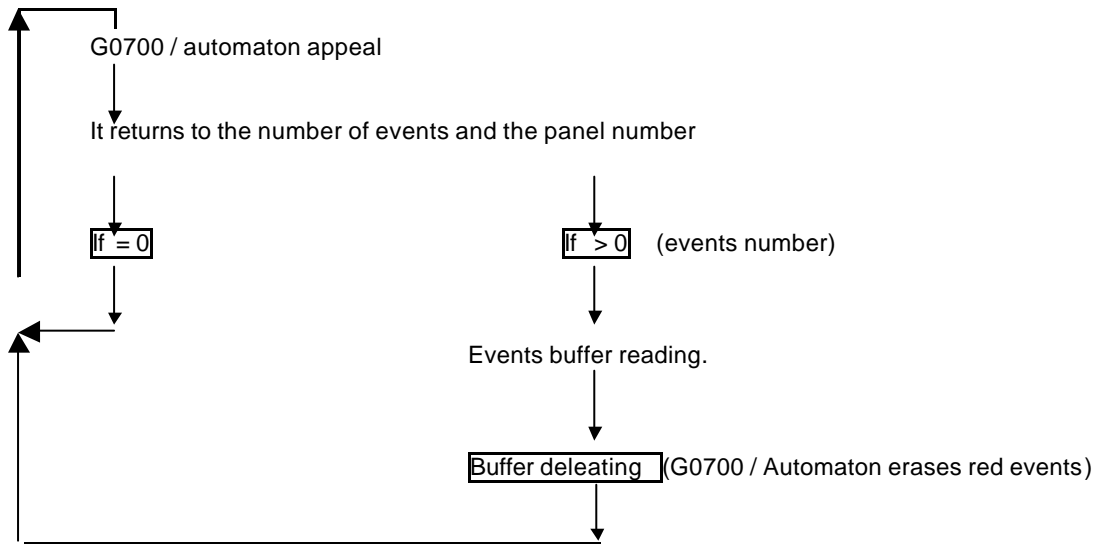 G0700 / automaton appeal
It returns to the number of events and the panel number
If = 0
If > 0 (events number)
Events buffer reading.
Buffer deleating (G0700 / Automaton erases red events)